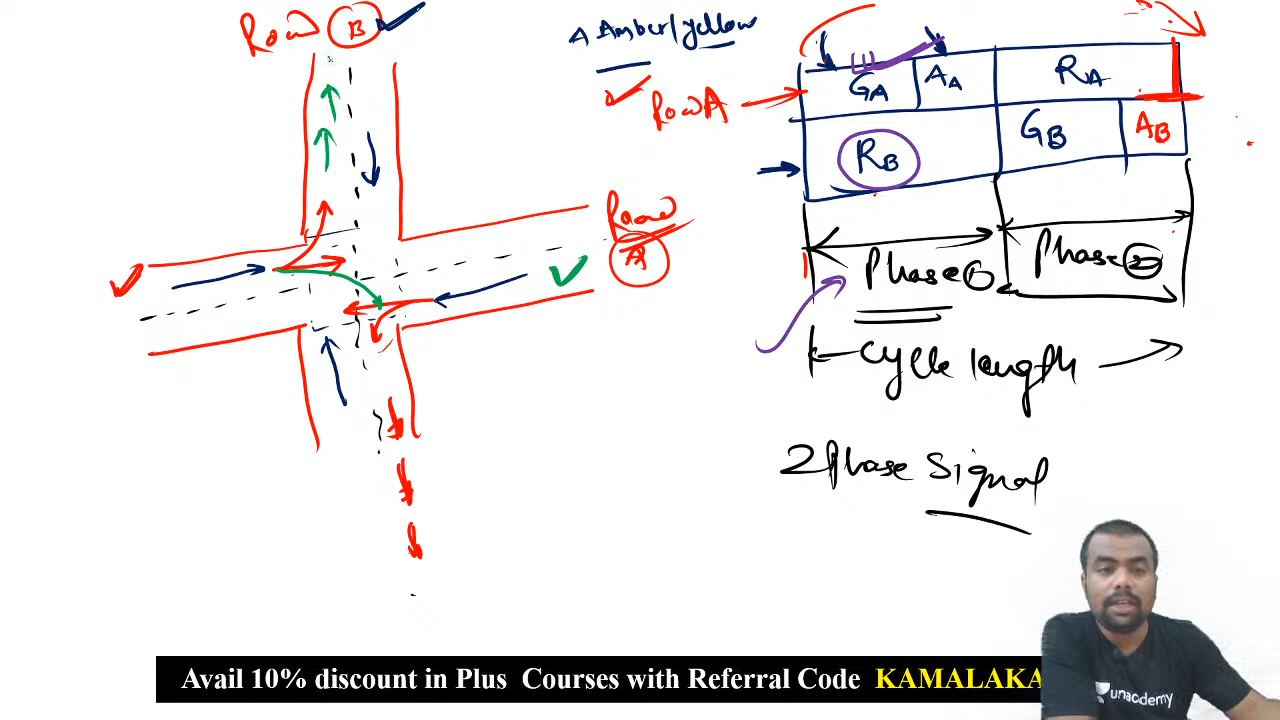 Road B
A Amber/yellow
Road A
GA AA RA
RB GB AB
Road
A
Phase 1 Phase 2
Cycle length
2 Phase Signal
unacademy
Avail 10% discount in Plus Courses with Referral Code KAMALAKA